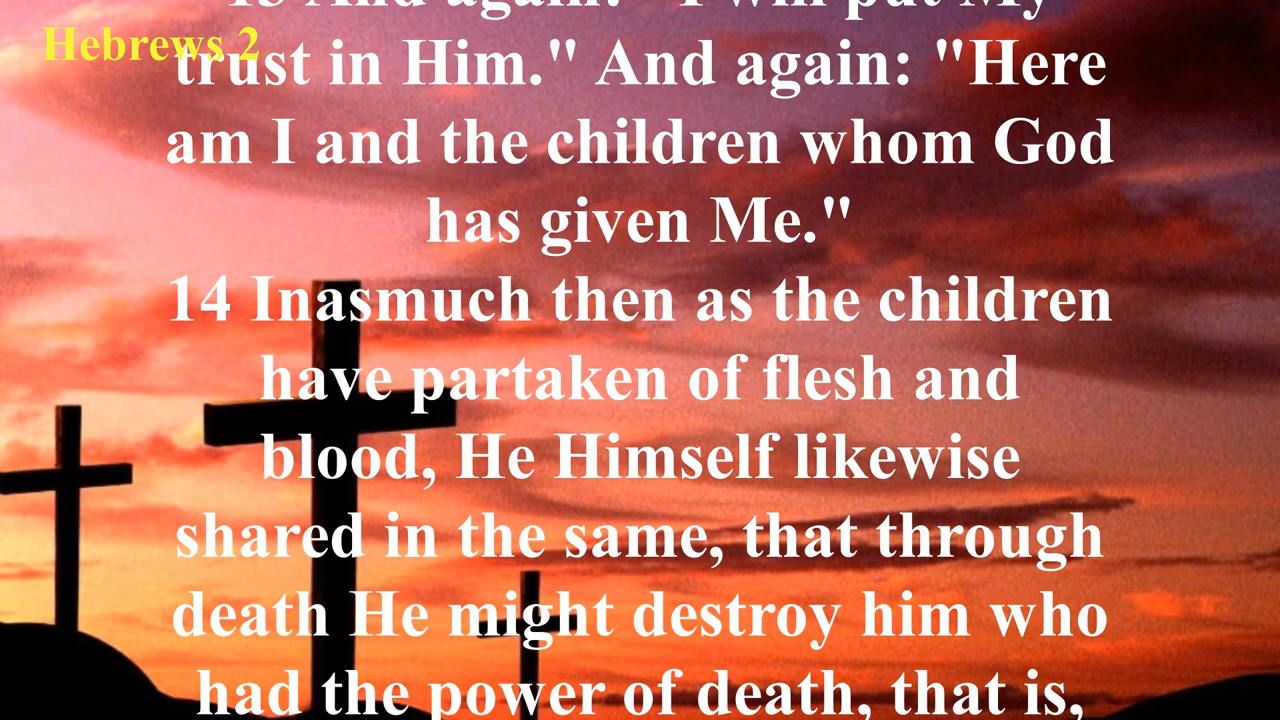 Hebrews 2
13 And again: "I will put My
trust in Him." And again: "Here
am I and the children whom God
has given Me."
14 Inasmuch then as the children
have partaken of flesh and
blood, He Himself likewise
shared in the same, that through
death He might destroy him who
had the power of death, that is,